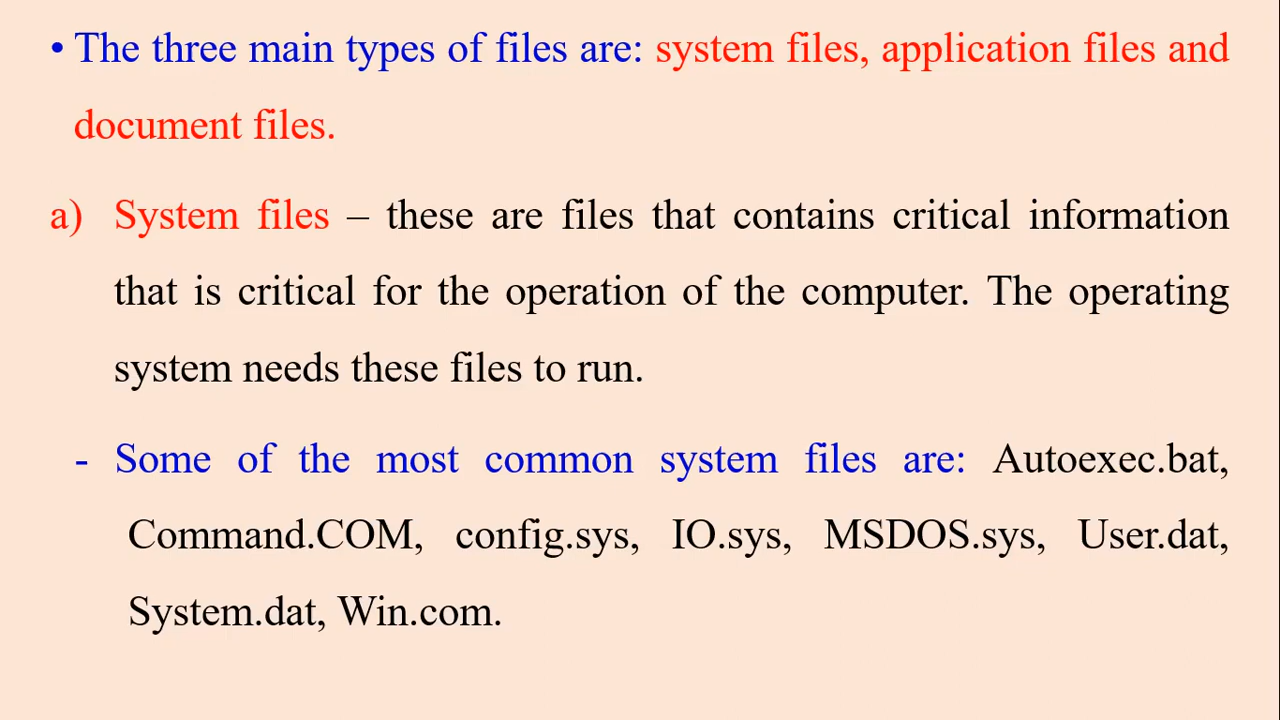 • The three main types of files are: system files, application files and
document files.
a) System files – these are files that contains critical information
that is critical for the operation of the computer. The operating
system needs these files to run.
- Some of the most common system files are: Autoexec.bat,
Command.COM, config.sys, IO.sys, MSDOS.sys, User.dat,
System.dat, Win.com.